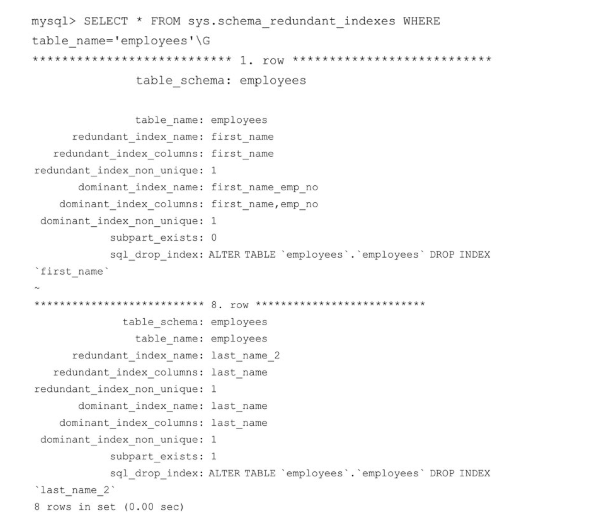 mysql> SELECT * FROM sys.schema_redundant_indexes WHERE
table_name='employees'\G
*************************** 1. row ***************************
table_schema: employees
table_name: employees
redundant_index_name: first_name
redundant_index_columns: first_name
redundant_index_non_unique: 1
dominant_index_name: first_name_emp_no
dominant_index_columns: first_name,emp_no
dominant_index_non_unique: 1
subpart_exists: 0
sql_drop_index: ALTER TABLE `employees`.`employees` DROP INDEX
`first_name`
~
*************************** 8. row ***************************
table_schema: employees
table_name: employees
redundant_index_name: last_name_2
redundant_index_columns: last_name
redundant_index_non_unique: 1
dominant_index_name: last_name
dominant_index_columns: last_name
dominant_index_non_unique: 1
subpart_exists: 1
sql_drop_index: ALTER TABLE `employees`.`employees` DROP INDEX
`last_name_2`
8 rows in set (0.00 sec)